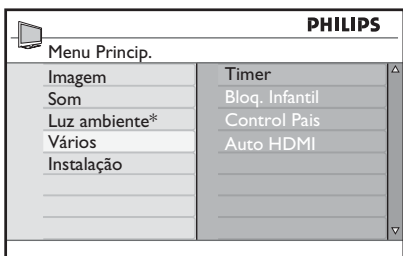 PHILIPS
Menu Princip.
Imagem
Som
Luz ambiente*
Vários
Instalação
Timer
Bloq. Infantil
Control Pais
Auto HDMI